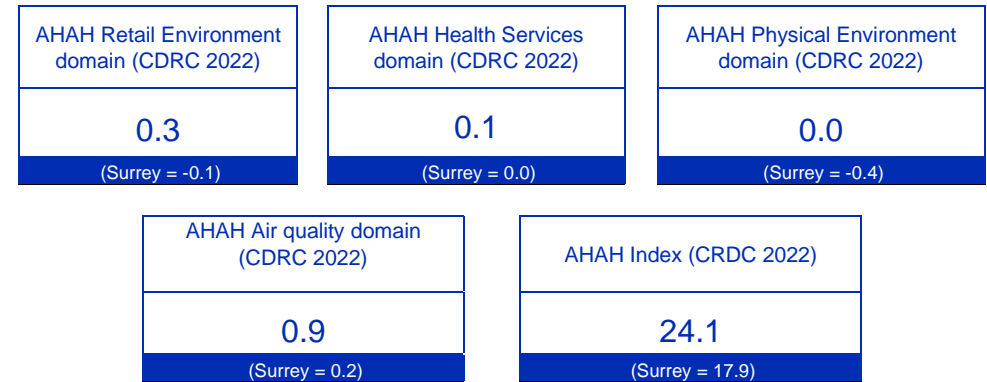 AHAH Retail Environment
domain (CDRC 2022)
0.3
(Surrey = -0.1)
AHAH Health Services
domain (CDRC 2022)
0.1
(Surrey = 0.0)
AHAH Physical Environment
domain (CDRC 2022)
0.0
(Surrey = -0.4)
AHAH Air quality domain
(CDRC 2022)
0.9
(Surrey = 0.2)
AHAH Index (CRDC 2022)
24.1
(Surrey = 17.9)